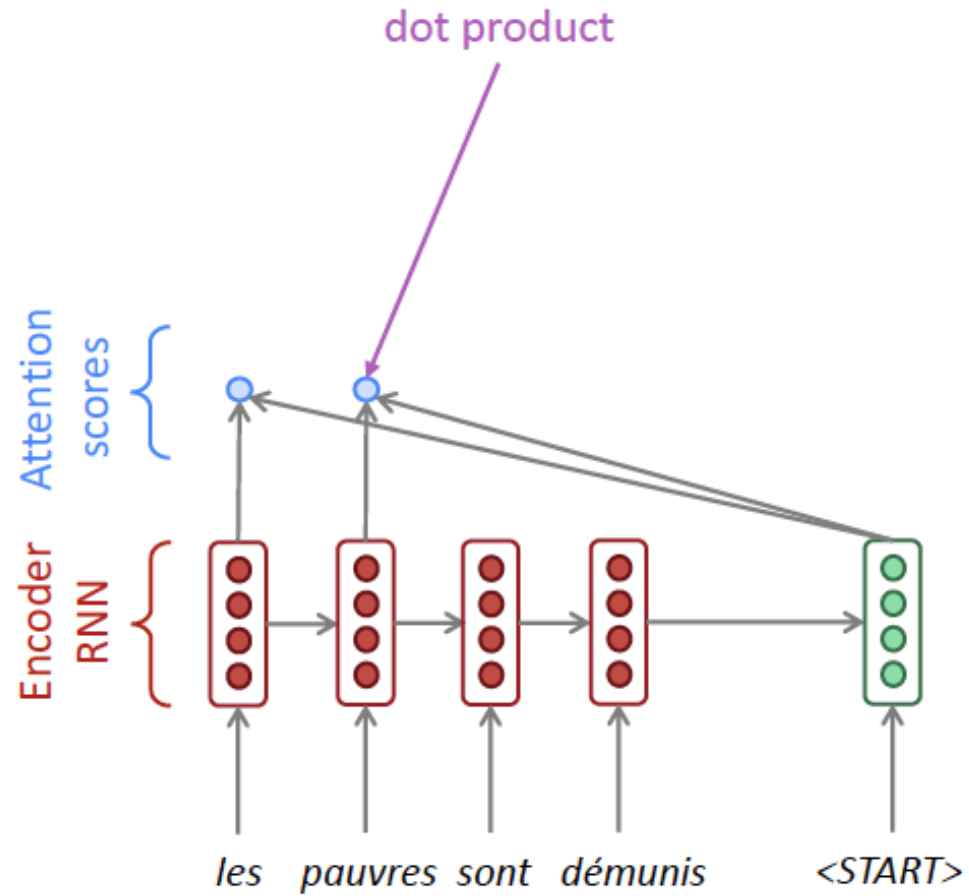 dot product
Attention
scores
Encoder
RNN
les pauvres sont démunis <START>